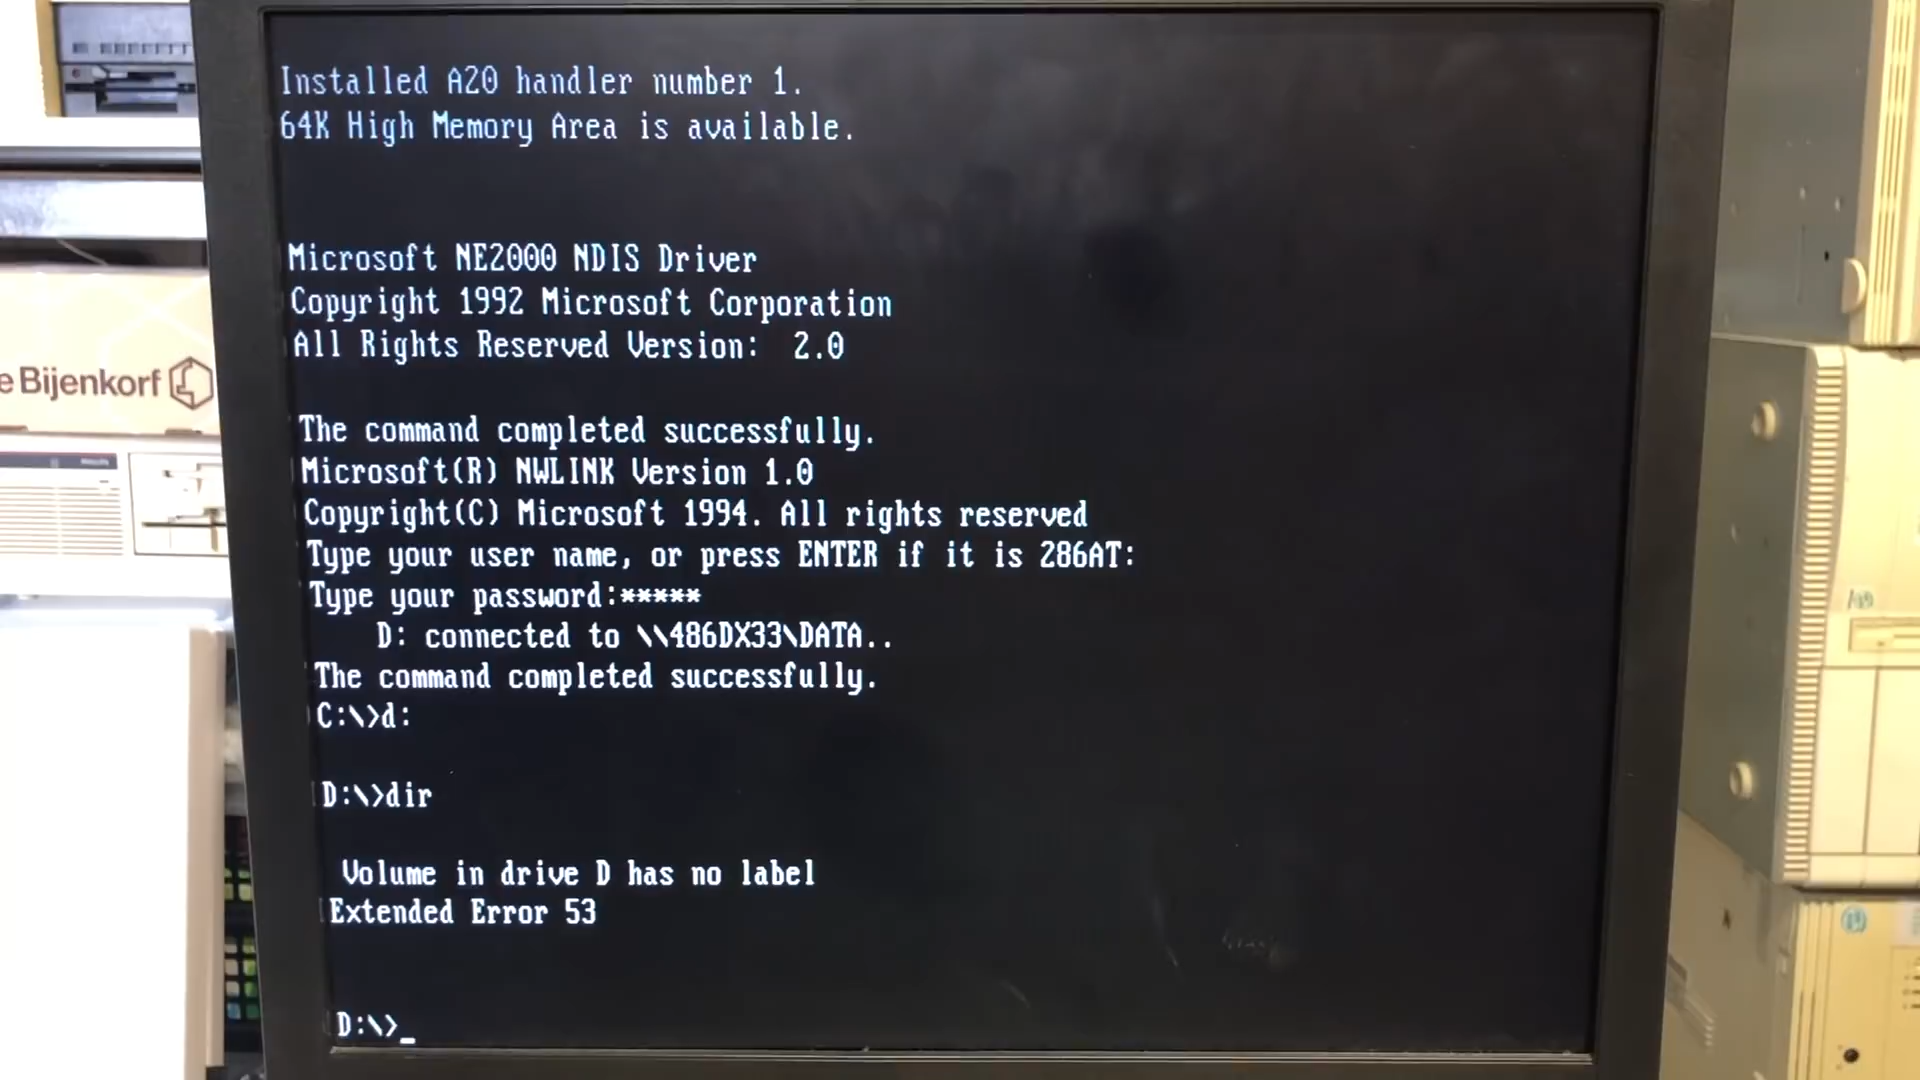 Installed A20 handler number 1.
64K High Memory Area is available.
Microsoft NE2000 NDIS Driver
Copyright 1992 Microsoft Corporation
All Rights Reserved Version:  2.0
The command completed successfully.
Microsoft(R) NWLINK Version 1.0
Copyright(C) Microsoft 1994. All rights reserved
Type your user name, or press ENTER if it is 286AT:
Type your password:*****
D: connected to \\486DX33\DATA..
The command completed successfully.
C:\>d:
D:\>dir
Volume in drive D has no label
Extended Error 53
D:\>_
e Bijenkorf